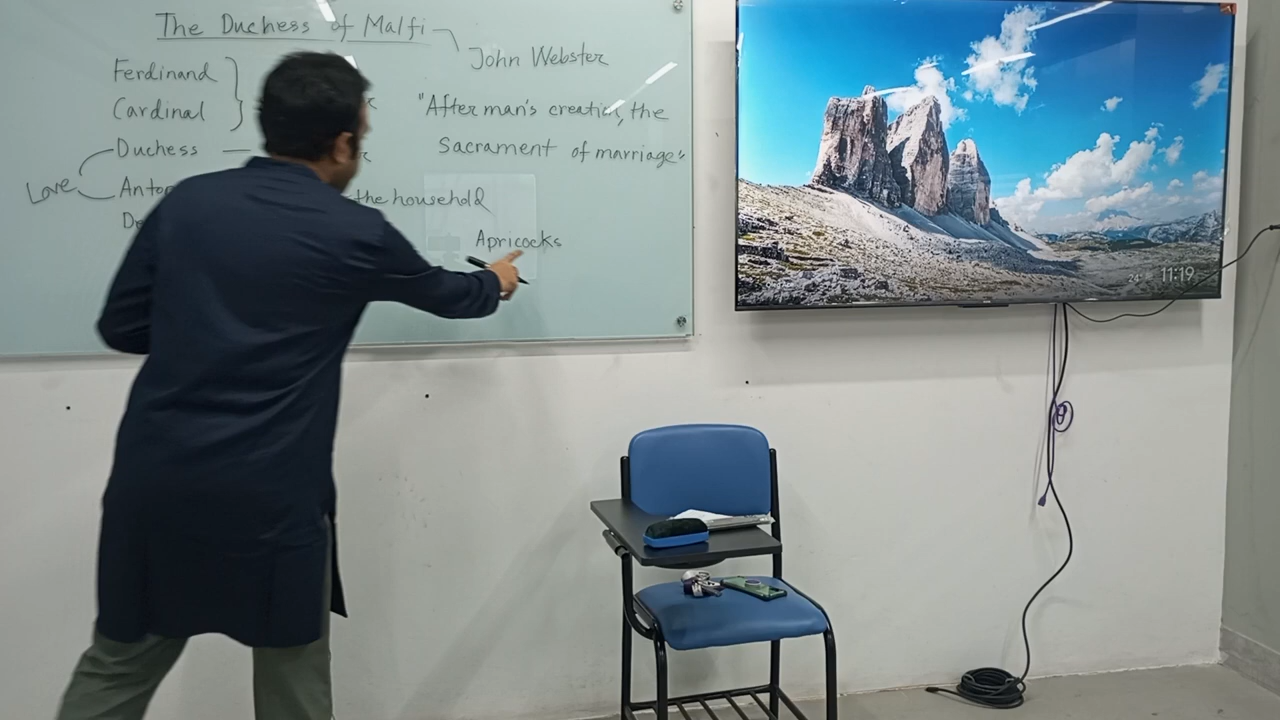 The Duchess of Malfi
John Webster
Ferdinand
Cardinal
"After man's creation, the
Sacrament of marriage"
Duchess
Love
the household
Apricocks
11:19